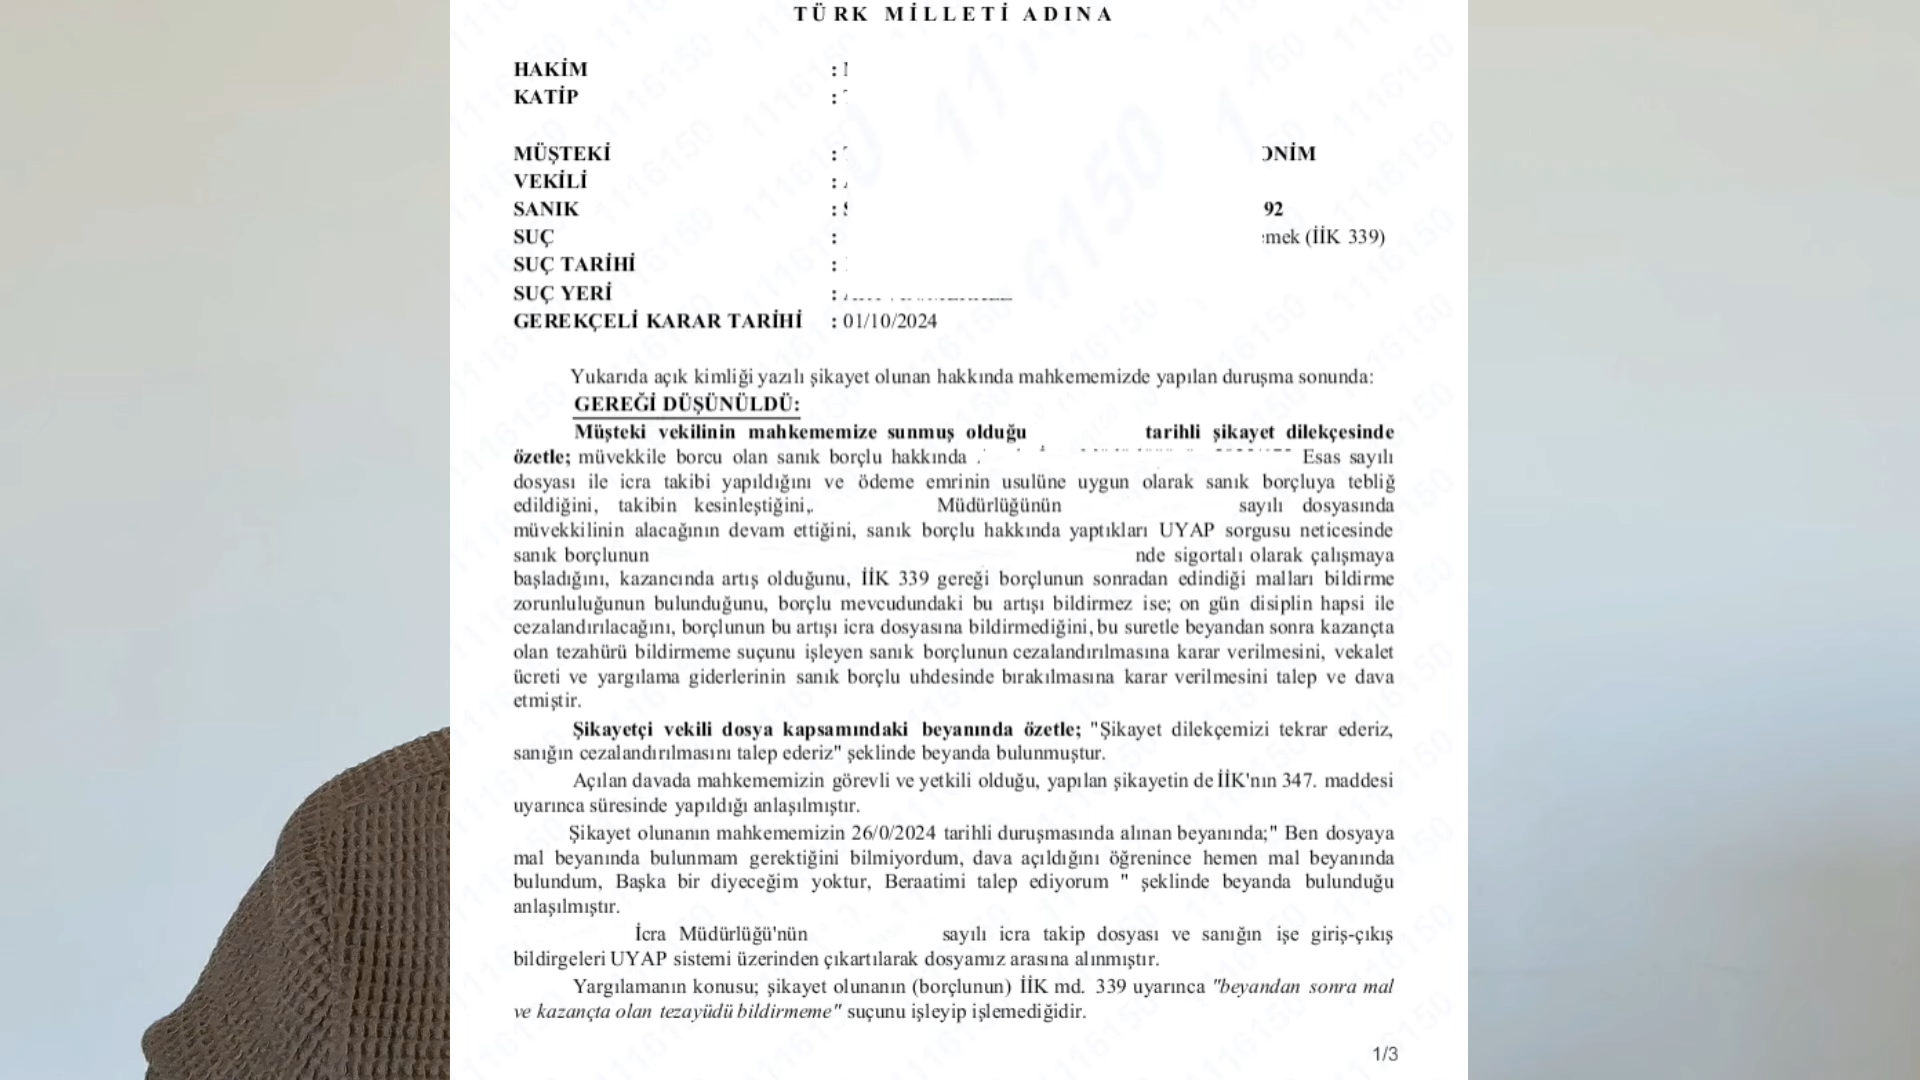 TÜRK MİLLETİ ADINA
HAKİM :
KATİP :
MÜŞTEKİ :
VEKİLİ :
SANIK : 92
SUÇ : (İİK 339)
SUÇ TARİHİ :
SUÇ YERİ :
GEREKÇELİ KARAR TARİHİ : 01/10/2024
Yukarıda açık kimliği yazılı şikayet olunan hakkında mahkememizde yapılan duruşma sonunda:
GEREĞİ DÜŞÜNÜLDÜ:
Müşteki vekilinin mahkememize sunmuş olduğu tarihli şikayet dilekçesinde
özetle; müvekkile borcu olan sanık borçlu hakkında Esas sayılı
dosyası ile icra takibi yapıldığını ve ödeme emrinin usulüne uygun olarak sanık borçluya tebliğ
edildiğini, takibin kesinleştiğini, Müdürlüğünün sayılı dosyasında
müvekkilinin alacağının devam ettiğini, sanık borçlu hakkında yaptıkları UYAP sorgusu neticesinde
sanık borçlunun nde sigortalı olarak çalışmaya
başladığını, kazancında artış olduğunu, İİK 339 gereği borçlunun sonradan edindiği malları bildirme
zorunluluğunun bulunduğunu, borçlu mevcudundaki bu artışı bildirmez ise; on gün disiplin hapsi ile
cezalandırılacağını, borçlunun bu artışı icra dosyasına bildirmediğini, bu suretle beyandan sonra kazançta
olan tezahürü bildirmeme suçunu işleyen sanık borçlunun cezalandırılmasına karar verilmesini, vekalet
ücreti ve yargılama giderlerinin sanık borçlu uhdesinde bırakılmasına karar verilmesini talep ve dava
etmiştir.
Şikayetçi vekili dosya kapsamındaki beyanında özetle; "Şikayet dilekçemizi tekrar ederiz,
sanığın cezalandırılmasını talep ederiz" şeklinde beyanda bulunmuştur.
Açılan davada mahkememizin görevli ve yetkili olduğu, yapılan şikayetin de İİK'nın 347. maddesi
uyarınca süresinde yapıldığı anlaşılmıştır.
Şikayet olunanın mahkememizin 26/0/2024 tarihli duruşmasında alınan beyanında;" Ben dosyaya
mal beyanında bulunmam gerektiğini bilmiyordum, dava açıldığını öğrenince hemen mal beyanında
bulundum, Başka bir diyeceğim yoktur, Beraatimi talep ediyorum " şeklinde beyanda bulunduğu
anlaşılmıştır.
İcra Müdürlüğü'nün sayılı icra takip dosyası ve sanığın işe giriş-çıkış
bildirgeleri UYAP sistemi üzerinden çıkartılarak dosyamız arasına alınmıştır.
Yargılamanın konusu; şikayet olunanın (borçlunun) İİK md. 339 uyarınca "beyandan sonra mal
ve kazançta olan tezayüdü bildirmeme" suçunu işleyip işlemediğidir.
1/3